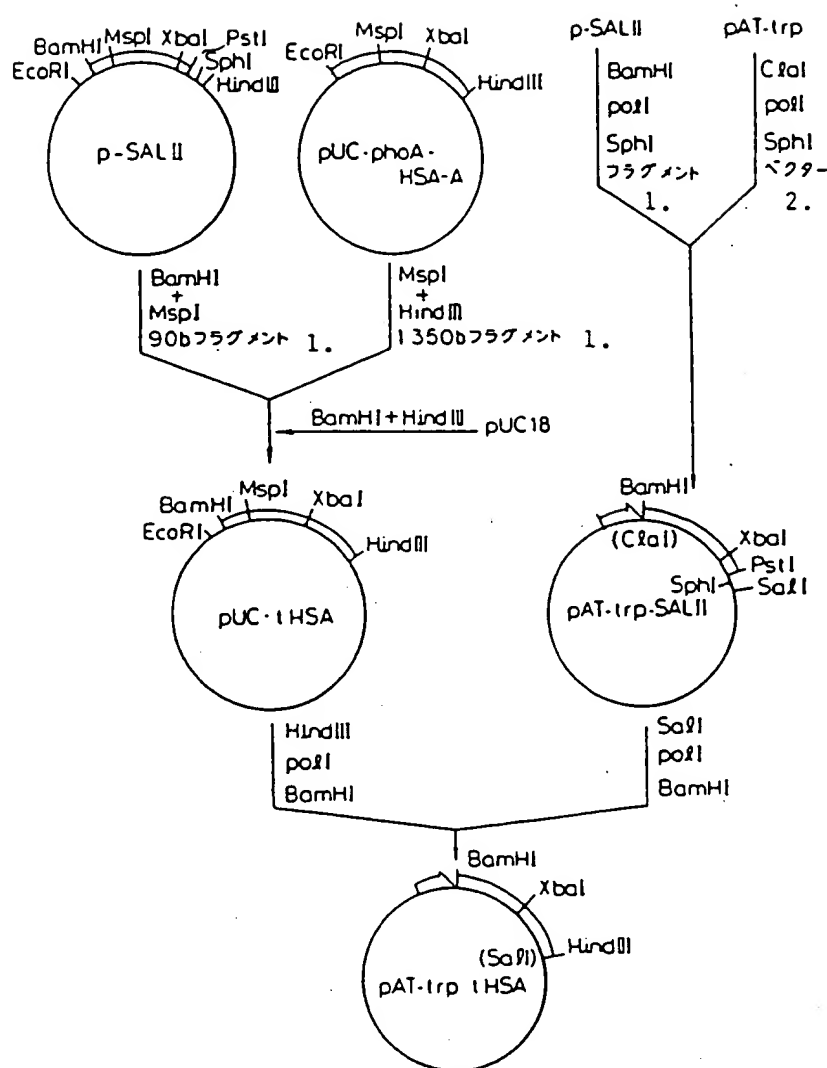 BamHI
MspI
XbaI
PstI
SphI
HindIII
EcoRI
p-SALII
EcoRI
MspI
XbaI
HindIII
pUC-phoA-
HSA-A
p-SALII
BamHI
polI
SphI
フラグメント
1.
pAT-trp
ClaI
polI
SphI
ベクター
2.
BamHI
+
MspI
90bフラグメント 1.
MspI
+
HindIII
1350bフラグメント 1.
BamHI+HindIII
pUC18
EcoRI
BamHI
MspI
XbaI
HindIII
pUC·tHSA
BamHI
(ClaI)
XbaI
PstI
SphI
SalI
pAT-trp-SALII
HindIII
polI
BamHI
SalI
polI
BamHI
BamHI
XbaI
HindIII
(SalI)
pAT-trp tHSA